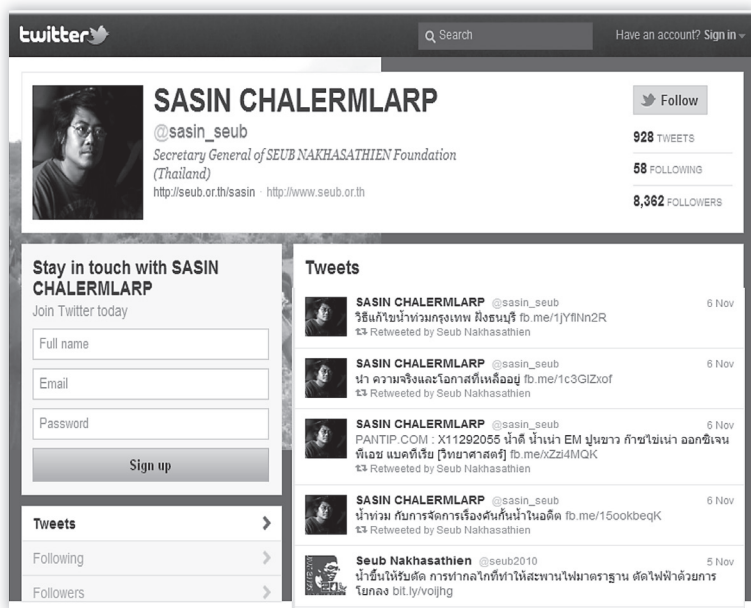 twitter
Search
Have an account? Sign in
SASIN CHALERMLARP
@sasin_seub
Secretary General of SEUB NAKHASATHIEN Foundation
(Thailand)
http://seub.or.th/sasin · http://www.seub.or.th
Follow
928 TWEETS
58 FOLLOWING
8,362 FOLLOWERS
Stay in touch with SASIN
CHALERMLARP
Join Twitter today
Full name
Email
Password
Sign up
Tweets
Following
Followers
Tweets
SASIN CHALERMLARP @sasin_seub 6 Nov
วิธีแก้ไขน้ำท่วมกรุงเทพ ฝั่งธนบุรี fb.me/1jYflNn2R
Retweeted by Seub Nakhasathien
SASIN CHALERMLARP @sasin_seub 6 Nov
นำ ความจริงและโอกาสที่เหลืออยู่ fb.me/1c3GlZxof
Retweeted by Seub Nakhasathien
SASIN CHALERMLARP @sasin_seub 6 Nov
PANTIP.COM : X11292055 น้ำดี น้ำเน่า EM ปูนขาว ก๊าซไข่เน่า ออกซิเจน
พีเอช แบคทีเรีย [วิทยาศาสตร์] fb.me/xZzi4MQK
Retweeted by Seub Nakhasathien
SASIN CHALERMLARP @sasin_seub 6 Nov
น้ำท่วม กับการจัดการเรื่องคันกั้นน้ำในอดีต fb.me/15ookbeqK
Retweeted by Seub Nakhasathien
Seub Nakhasathien @seub2010 5 Nov
น้ำขึ้นให้รีบตัด การทำกลไกที่ทำให้สะพานไฟมาตราฐาน ตัดไฟฟ้าด้วยการ
โยกลง bit.ly/voijhg